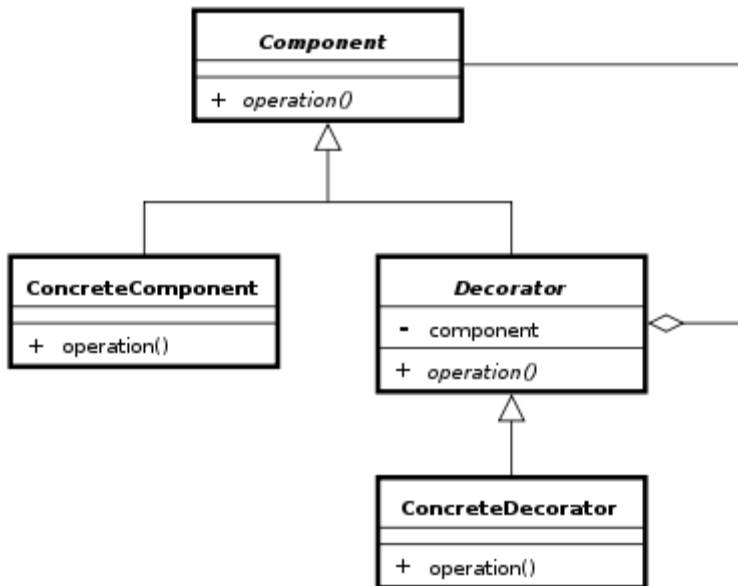 Component
+ operation()
ConcreteComponent
+ operation()
Decorator
- component
+ operation()
ConcreteDecorator
+ operation()